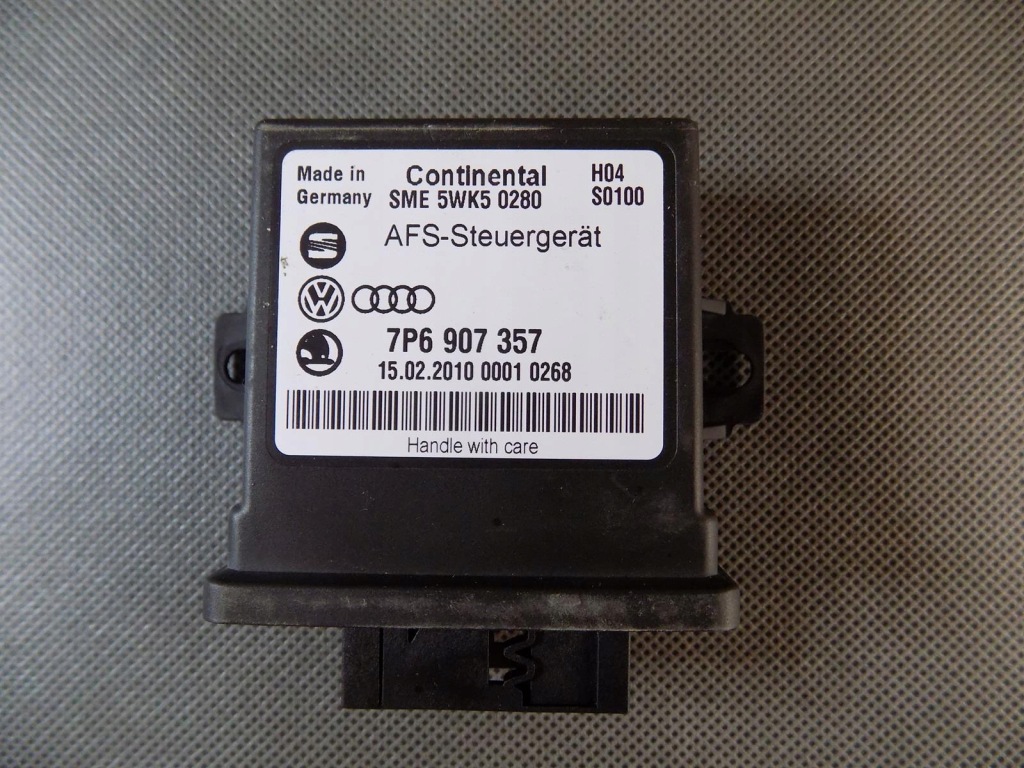 Made in Germany
Continental
SME 5WK5 0280
H04
S0100
AFS-Steuergerät
7P6 907 357
15.02.2010 0001 0268
Handle with care